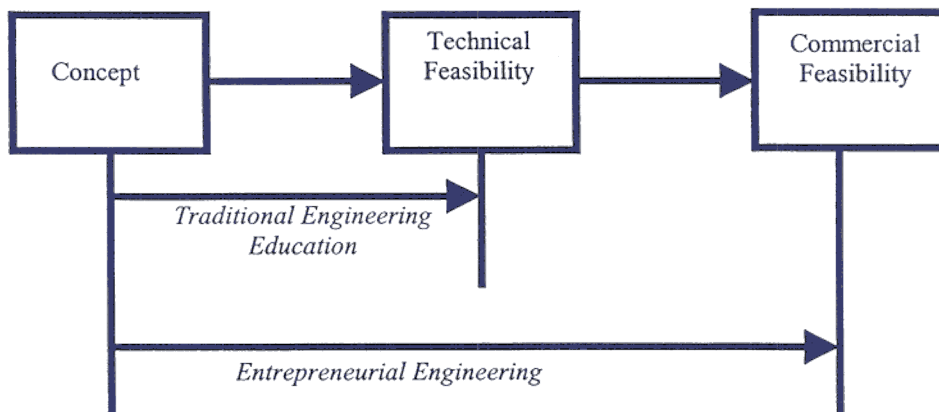 Concept
Technical
Feasibility
Commercial
Feasibility
Traditional Engineering
Education
Entrepreneurial Engineering